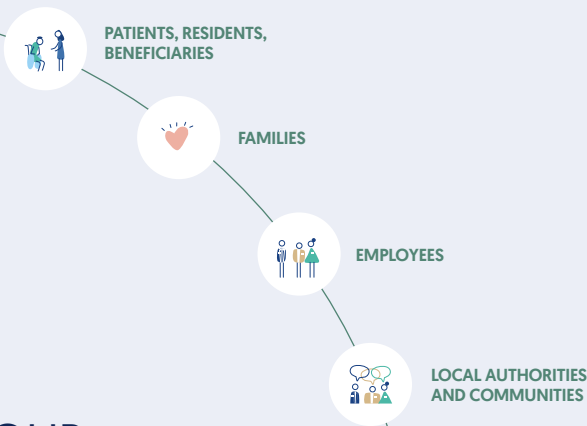 PATIENTS, RESIDENTS,
BENEFICIARIES
FAMILIES
EMPLOYEES
LOCAL AUTHORITIES
AND COMMUNITIES